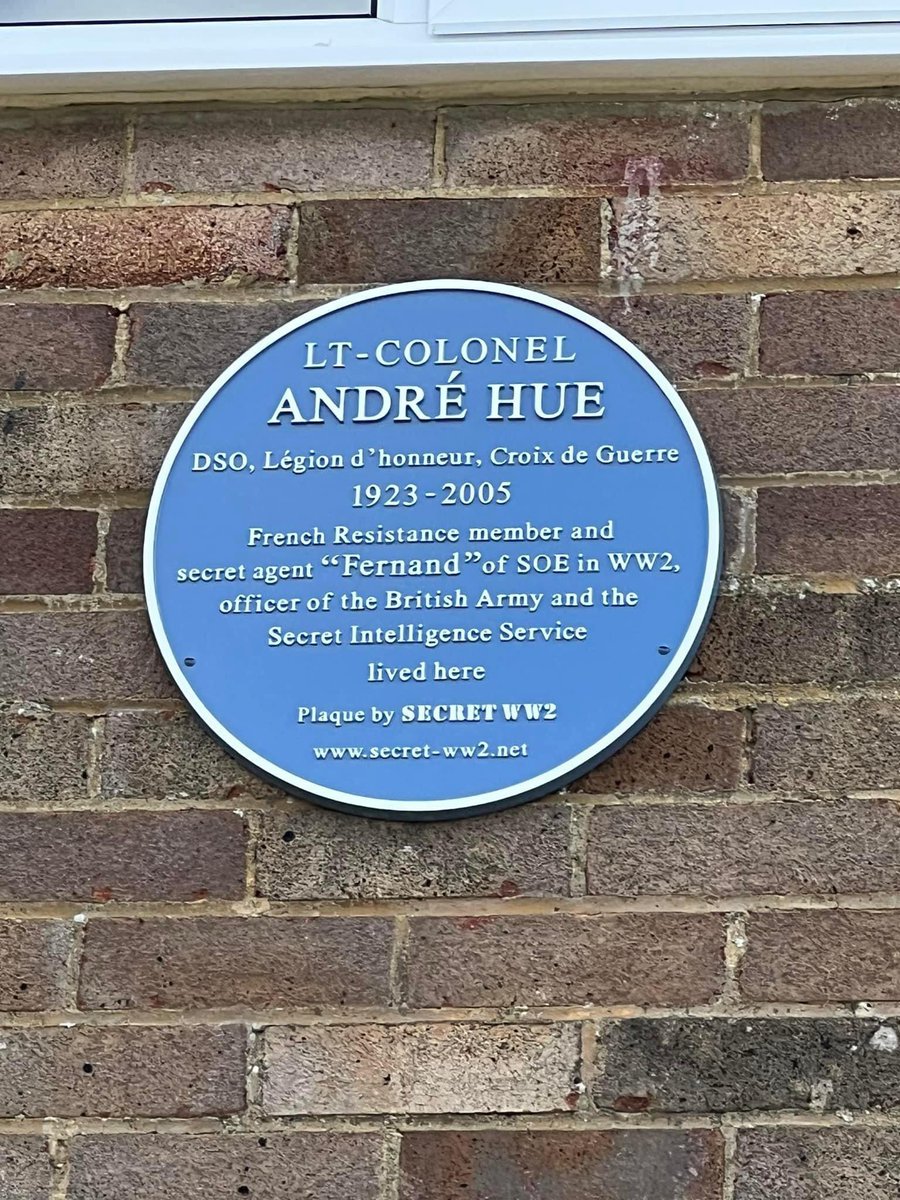 LT-COLONEL
ANDRÉ HUE
DSO, Légion d'honneur, Croix de Guerre
1923-2005
French Resistance member and
secret agent “Fernand” of SOE in WW2,
officer of the British Army and the
Secret Intelligence Service
lived here
Plaque by SECRET WW2
www.secret-ww2.net